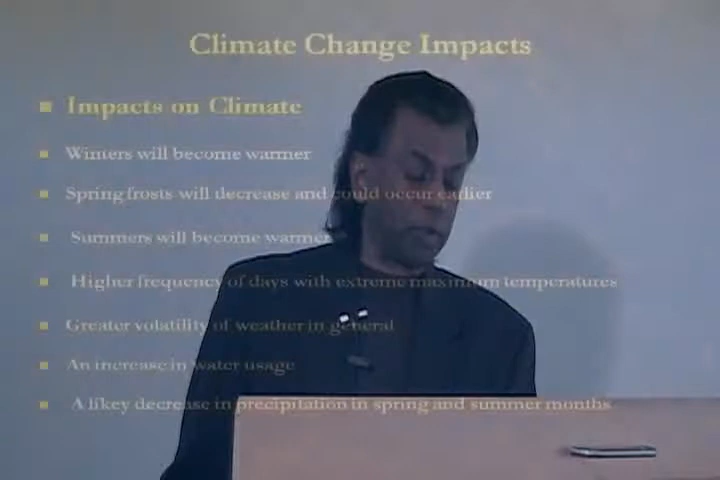 Climate Change Impacts
Impacts on Climate
Winters will become warmer
Spring frosts will decrease and could occur earlier
Summers will become warmer
Higher frequency of days with extreme maximum temperatures
Greater volatility of weather in general
An increase in water usage
A likey decrease in precipitation in spring and summer months